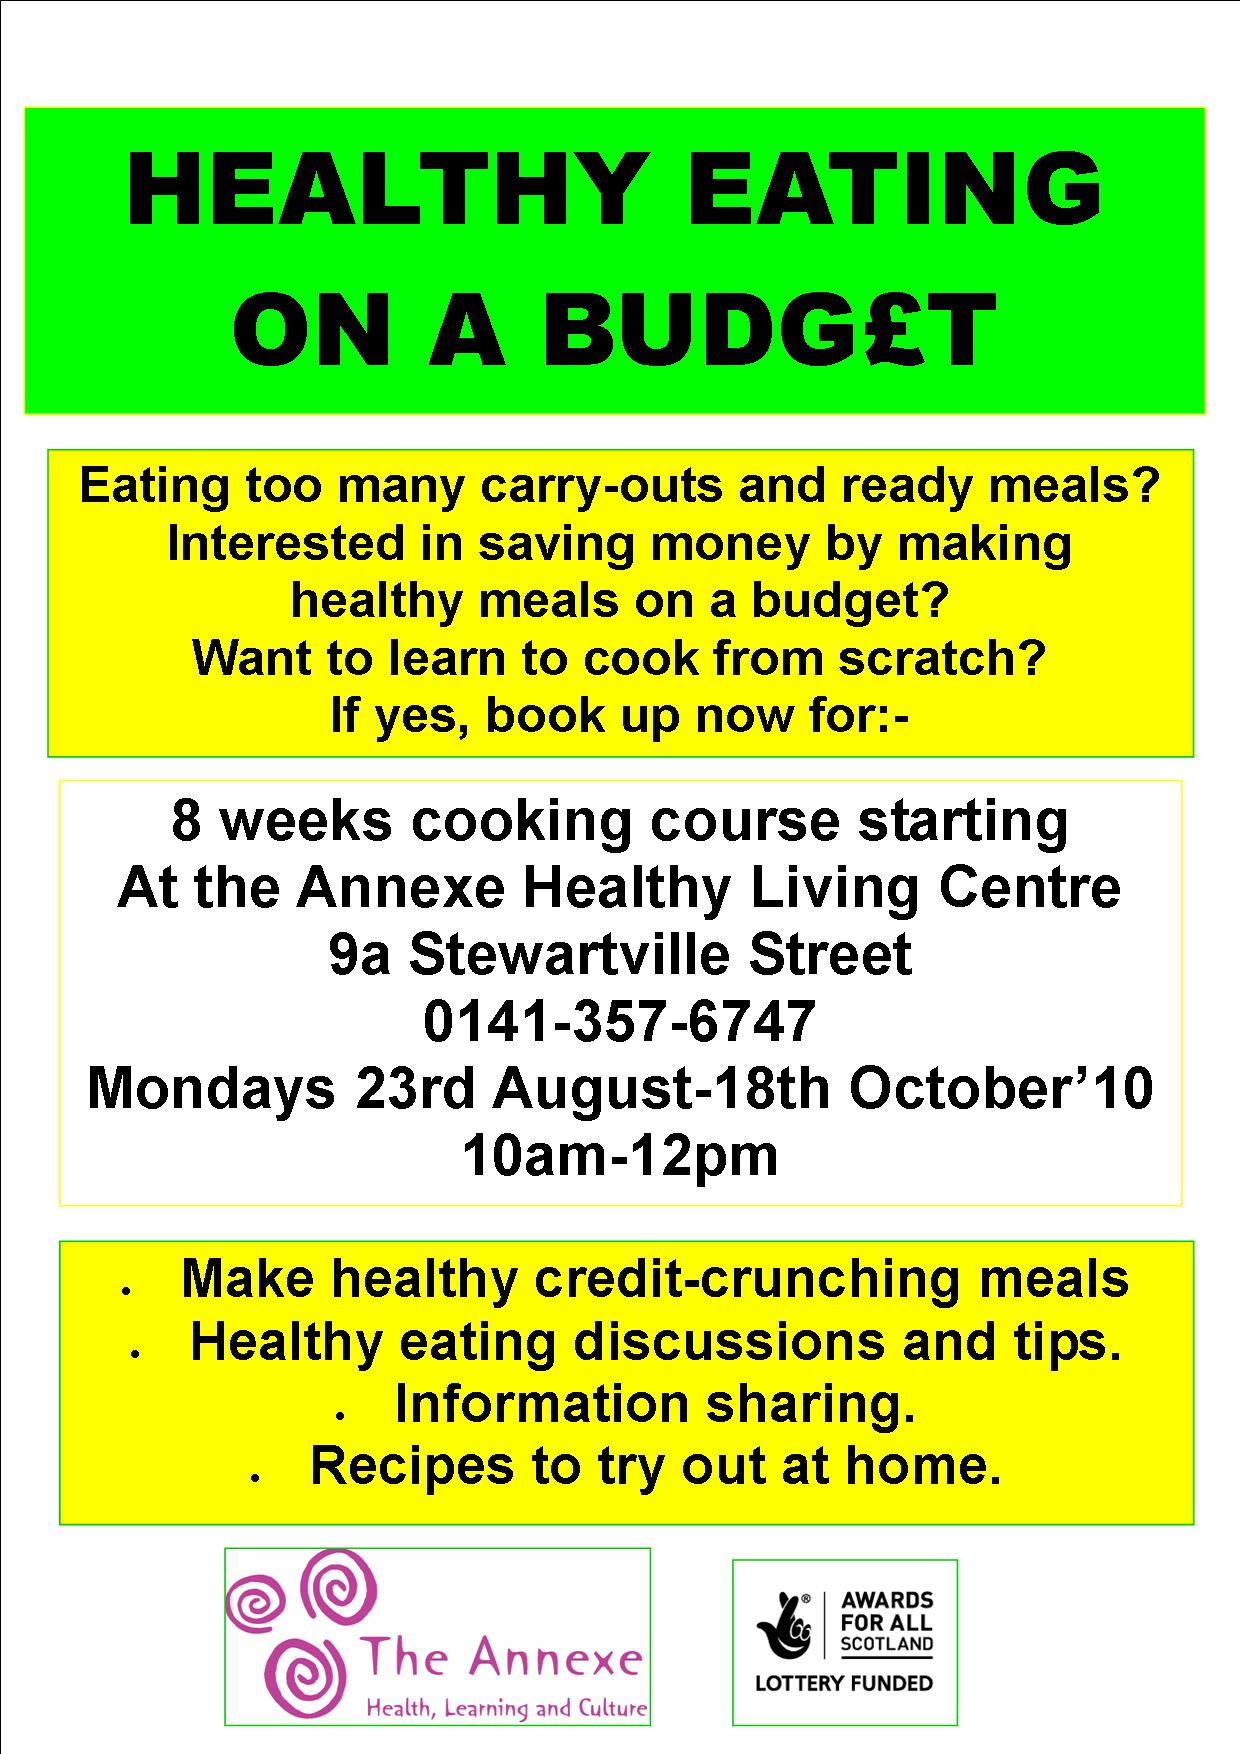 HEALTHY EATING
ON A BUDG£T
Eating too many carry-outs and ready meals?
Interested in saving money by making
healthy meals on a budget?
Want to learn to cook from scratch?
If yes, book up now for:-
8 weeks cooking course starting
At the Annexe Healthy Living Centre
9a Stewartville Street
0141-357-6747
Mondays 23rd August-18th October’10
10am-12pm
• Make healthy credit-crunching meals
• Healthy eating discussions and tips.
• Information sharing.
• Recipes to try out at home.
The Annexe
Health, Learning and Culture
®
AWARDS
FOR ALL
SCOTLAND
LOTTERY FUNDED